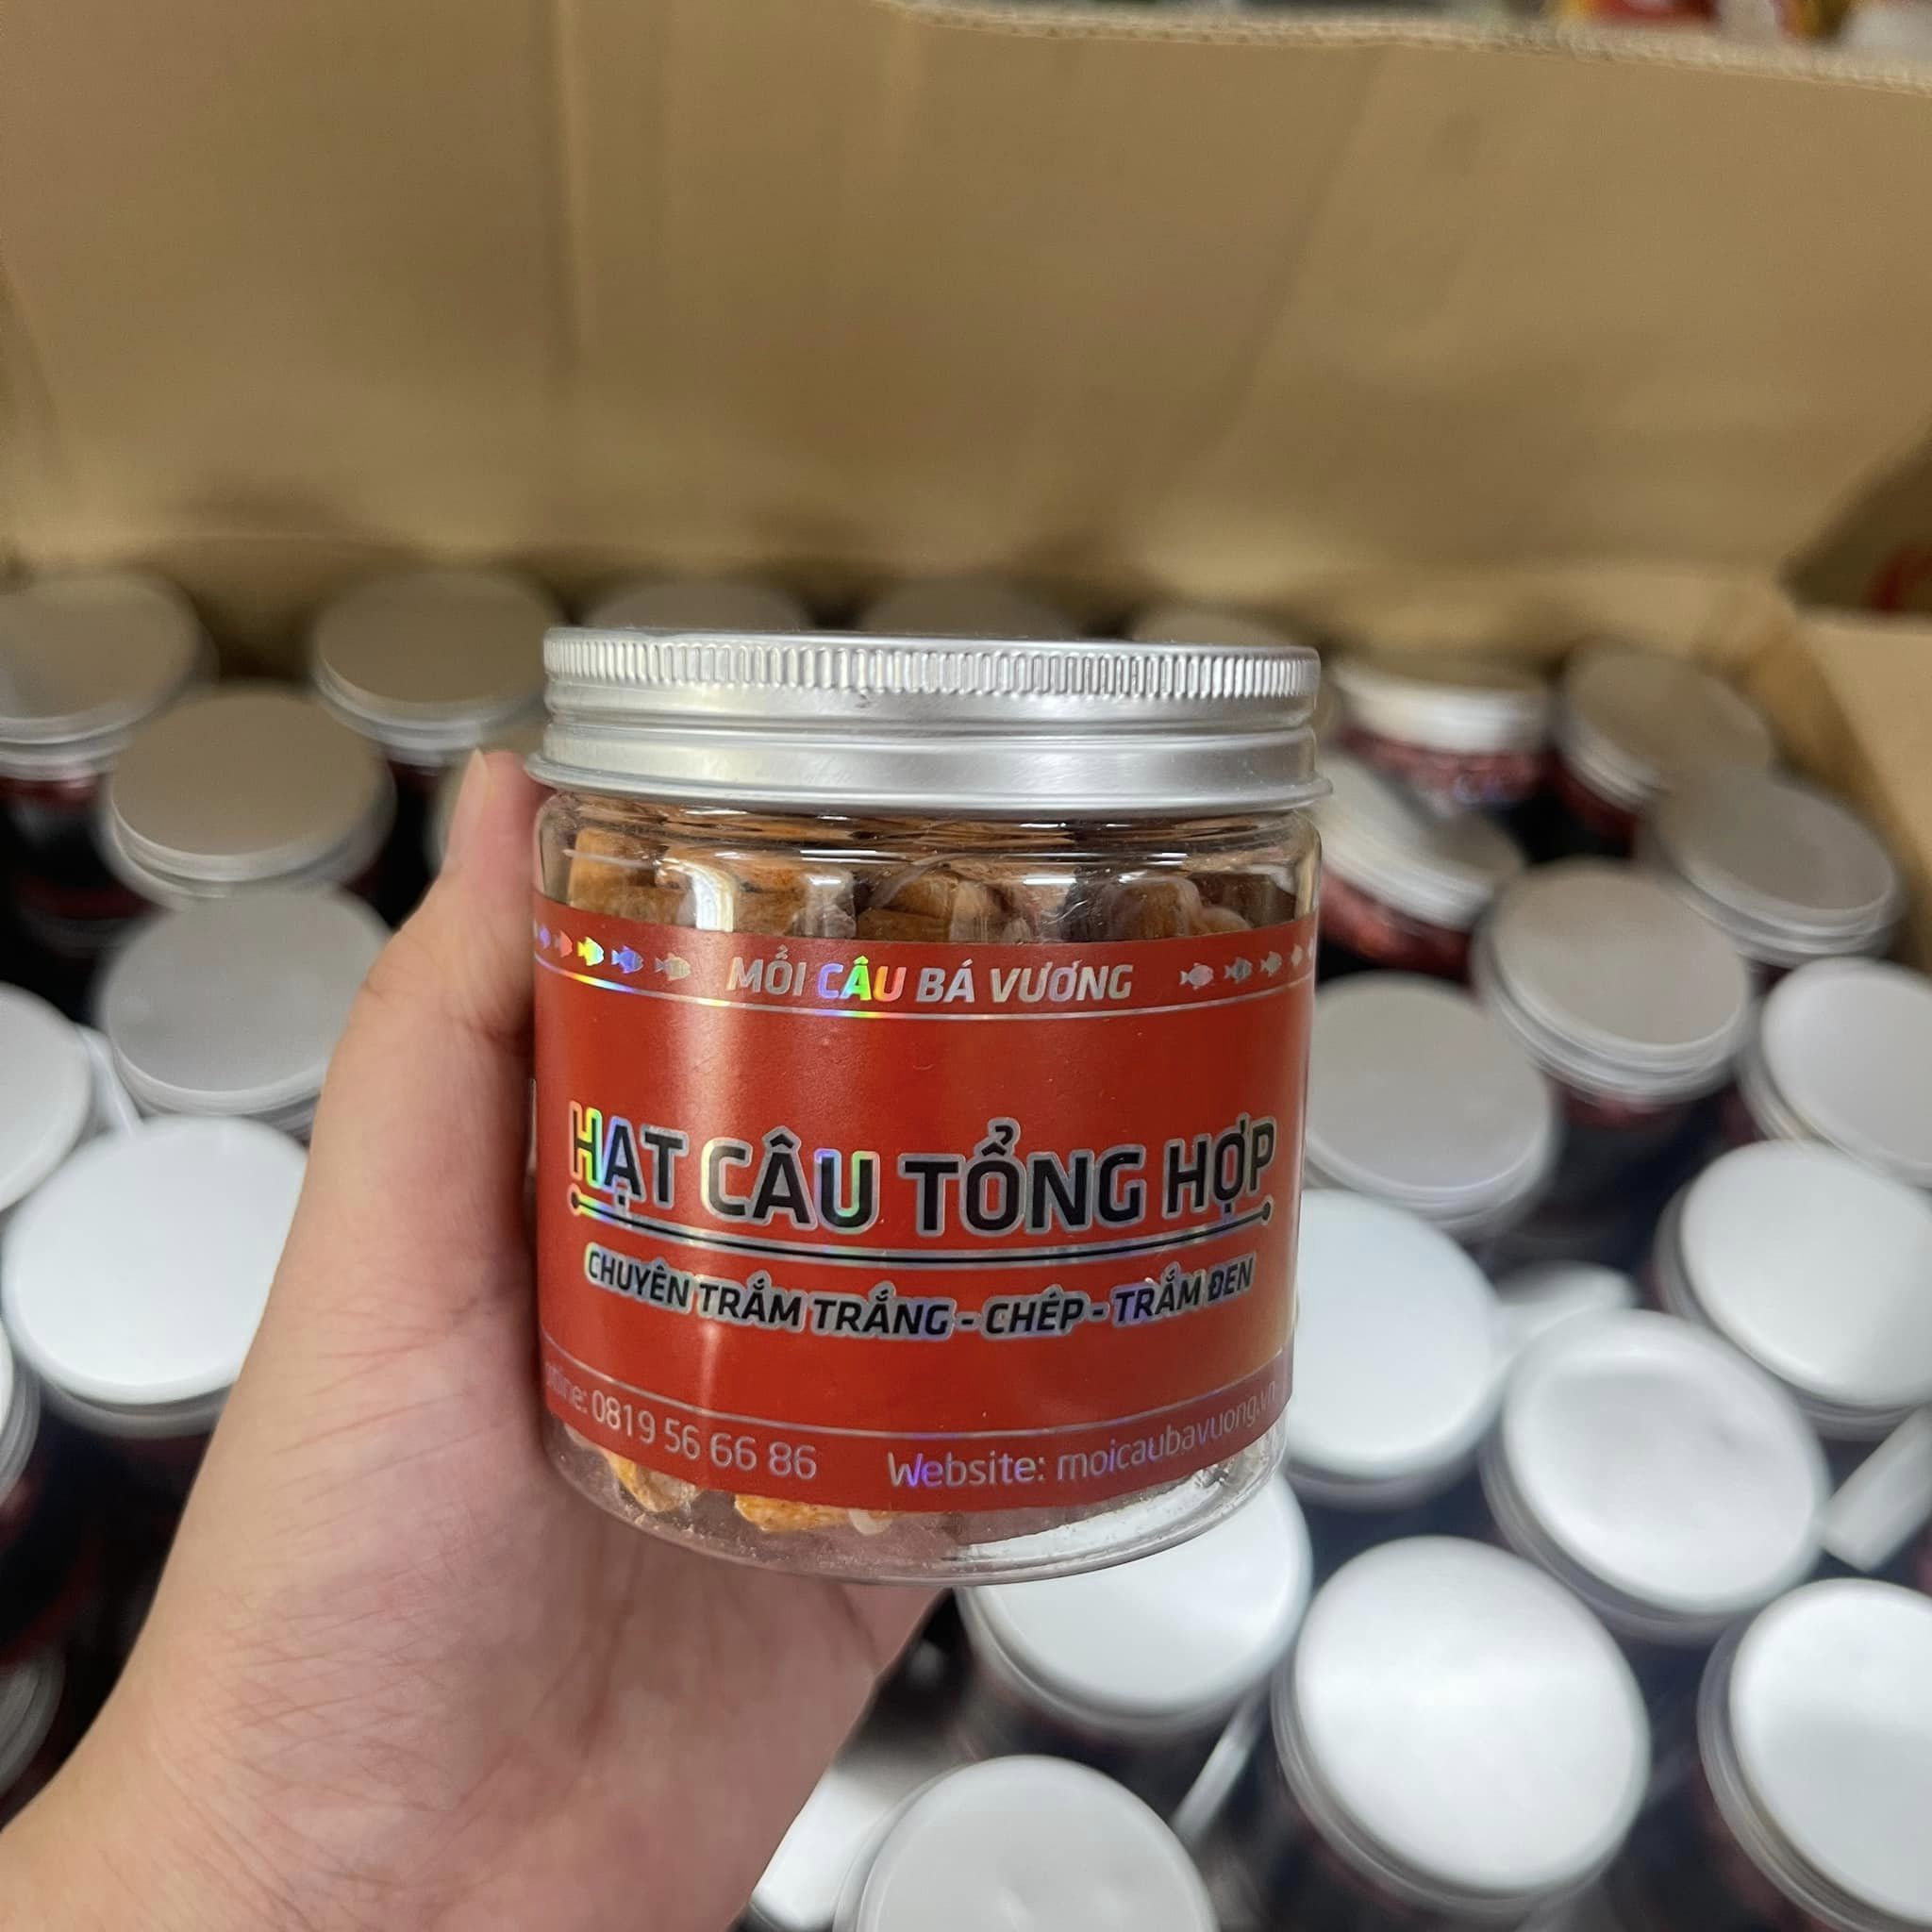 MỒI CÂU BÁ VƯƠNG
HẠT CÂU TỔNG HỢP
CHUYÊN TRẮM TRẮNG - CHÉP - TRẮM ĐEN
0819 56 66 86 Website: moicaubavuong.vn